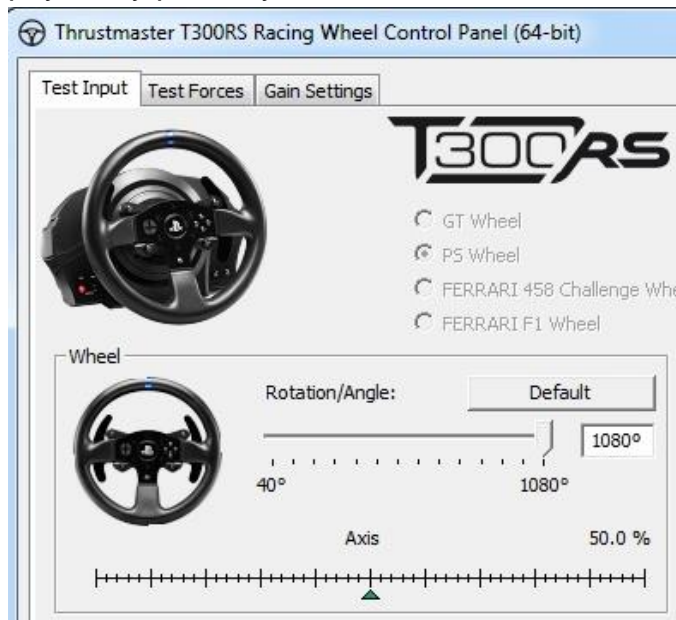 Thrustmaster T300RS Racing Wheel Control Panel (64-bit)
Test Input Test Forces Gain Settings
T300RS
GT Wheel
PS Wheel
FERRARI 458 Challenge Whe
FERRARI F1 Wheel
Wheel
Rotation/Angle: Default
1080°
40° 1080°
Axis 50.0 %